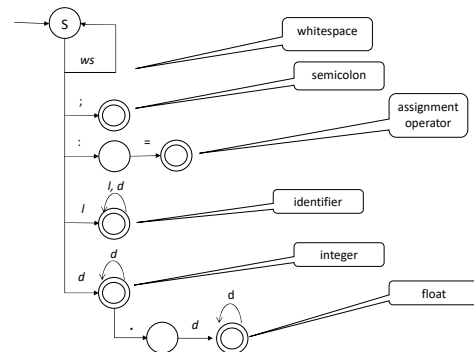 S
whitespace
ws
semicolon
;
assignment
operator
: =
l, d
l identifier
d
integer
d
d
. d float